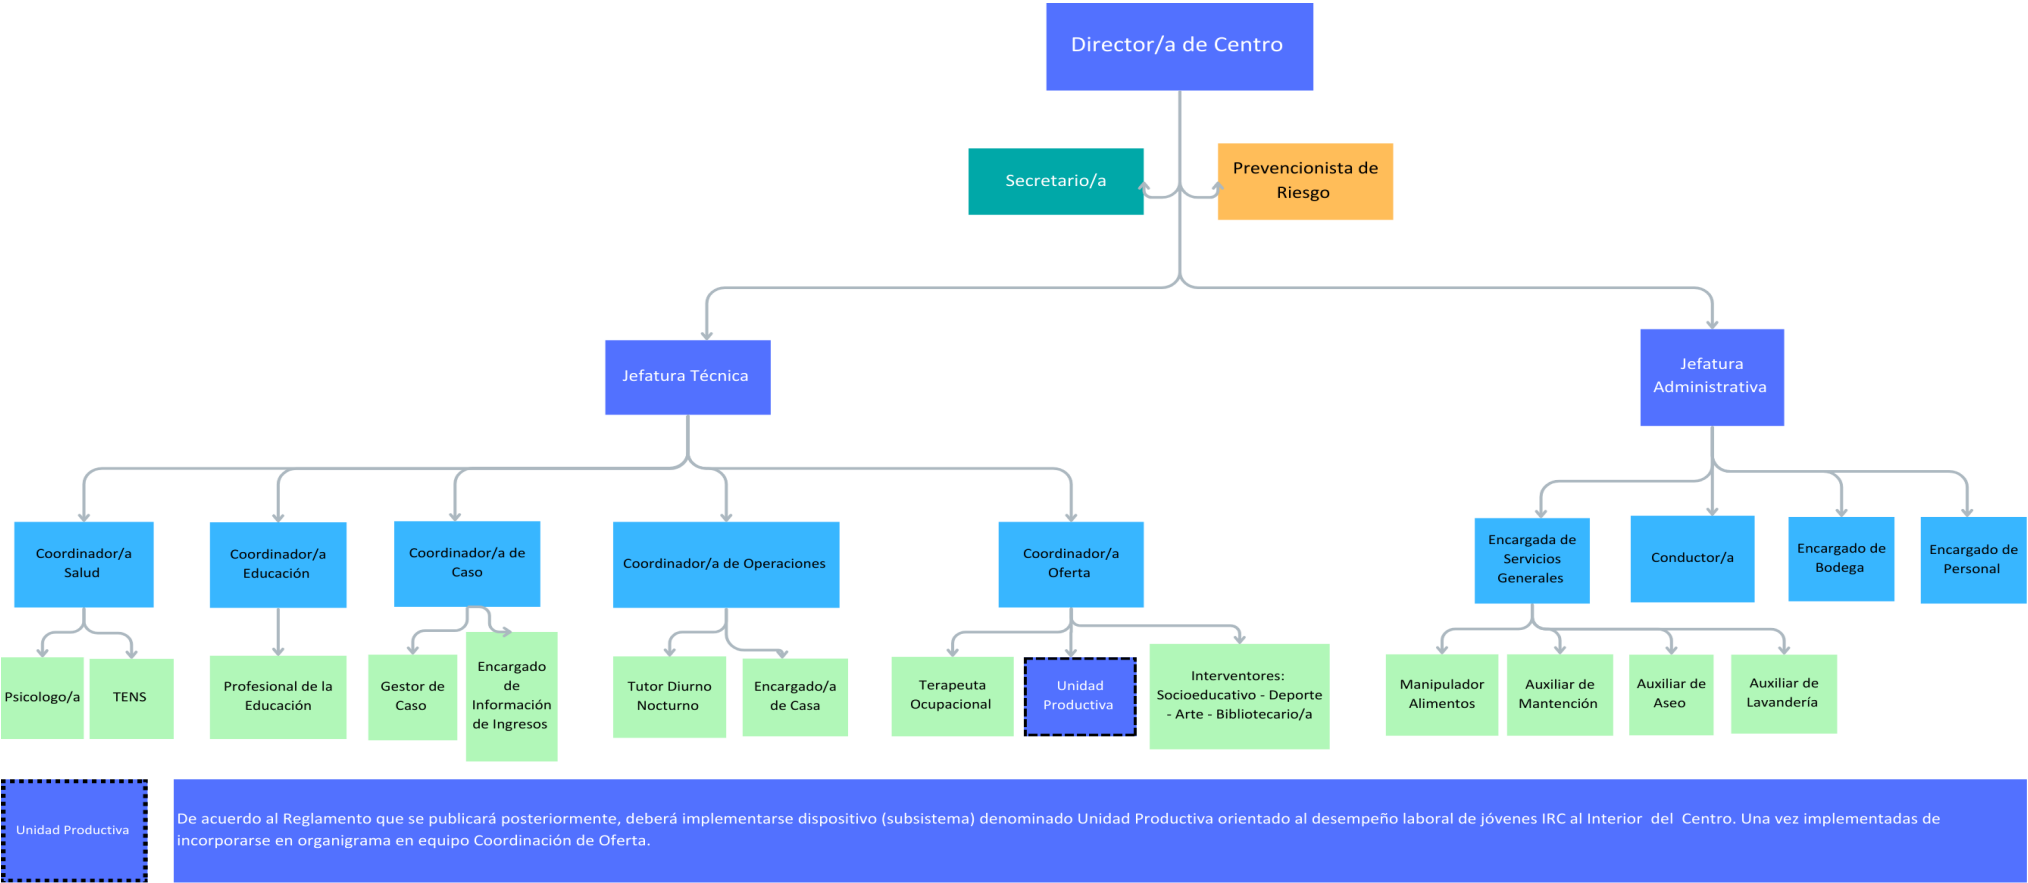 Director/a de Centro
Secretario/a
Prevencionista de
Riesgo
Jefatura Técnica
Jefatura
Administrativa
Coordinador/a
Salud
Coordinador/a
Educación
Coordinador/a de
Caso
Coordinador/a de Operaciones
Coordinador/a
Oferta
Encargada de
Servicios
Generales
Conductor/a
Encargado de
Bodega
Encargado de
Personal
Psicologo/a
TENS
Profesional de la
Educación
Gestor de
Caso
Encargado
de
Información
de Ingresos
Tutor Diurno
Nocturno
Encargado/a
de Casa
Terapeuta
Ocupacional
Unidad
Productiva
Interventores:
Socioeducativo - Deporte
- Arte - Bibliotecario/a
Manipulador
Alimentos
Auxiliar de
Mantención
Auxiliar de
Aseo
Auxiliar de
Lavandería
Unidad Productiva
De acuerdo al Reglamento que se publicará posteriormente, deberá implementarse dispositivo (subsistema) denominado Unidad Productiva orientado al desempeño laboral de jóvenes IRC al Interior del Centro. Una vez implementadas de
incorporarse en organigrama en equipo Coordinación de Oferta.